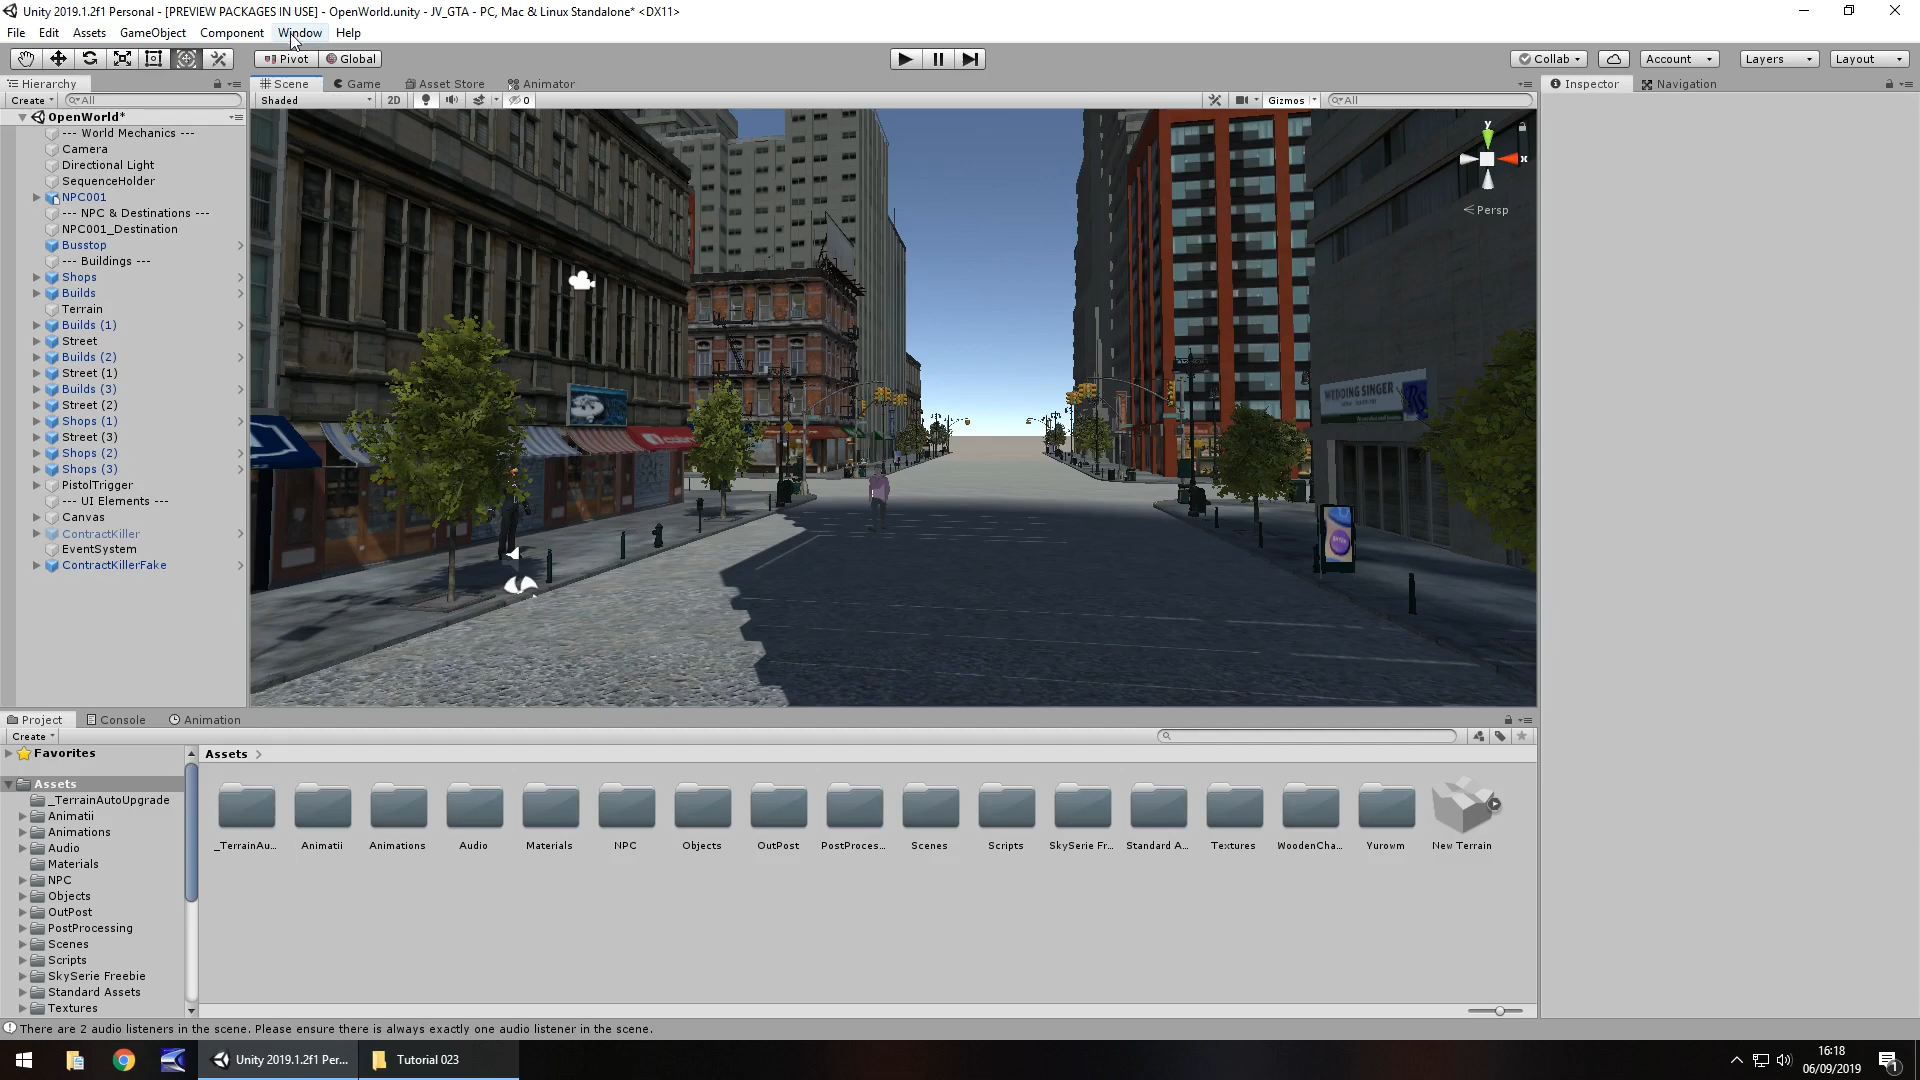 Unity 2019.1.2f1 Personal - [PREVIEW PACKAGES IN USE] - OpenWorld.unity - JV_GTA - PC, Mac & Linux Standalone* <DX11>
File Edit Assets GameObject Component Window Help
Pivot Global Collab Account Layers Layout
Hierarchy Scene Game Asset Store Animator Inspector Navigation
Create All Shaded 2D 0 Gizmos All
OpenWorld*
--- World Mechanics ---
Camera
Directional Light
SequenceHolder
NPC001
--- NPC & Destinations ---
NPC001_Destination
Busstop
--- Buildings ---
Shops
Builds
Terrain
Builds (1)
Street
Builds (2)
Street (1)
Builds (3)
Street (2)
Shops (1)
Street (3)
Shops (2)
Shops (3)
PistolTrigger
--- UI Elements ---
Canvas
ContractKiller
EventSystem
ContractKillerFake
y
x
Persp
WEDDING SINGER
Project Console Animation
Create
Favorites
Assets
_TerrainAutoUpgrade
Animatii
Animations
Audio
Materials
NPC
Objects
OutPost
PostProcessing
Scenes
Scripts
SkySerie Freebie
Standard Assets
Textures
Assets
_TerrainAu... Animatii Animations Audio Materials NPC Objects OutPost PostProces... Scenes Scripts SkySerie Fr... Standard A... Textures WoodenCha... Yurowm New Terrain
There are 2 audio listeners in the scene. Please ensure there is always exactly one audio listener in the scene.
Unity 2019.1.2f1 Per... Tutorial 023
16:18
06/09/2019
1